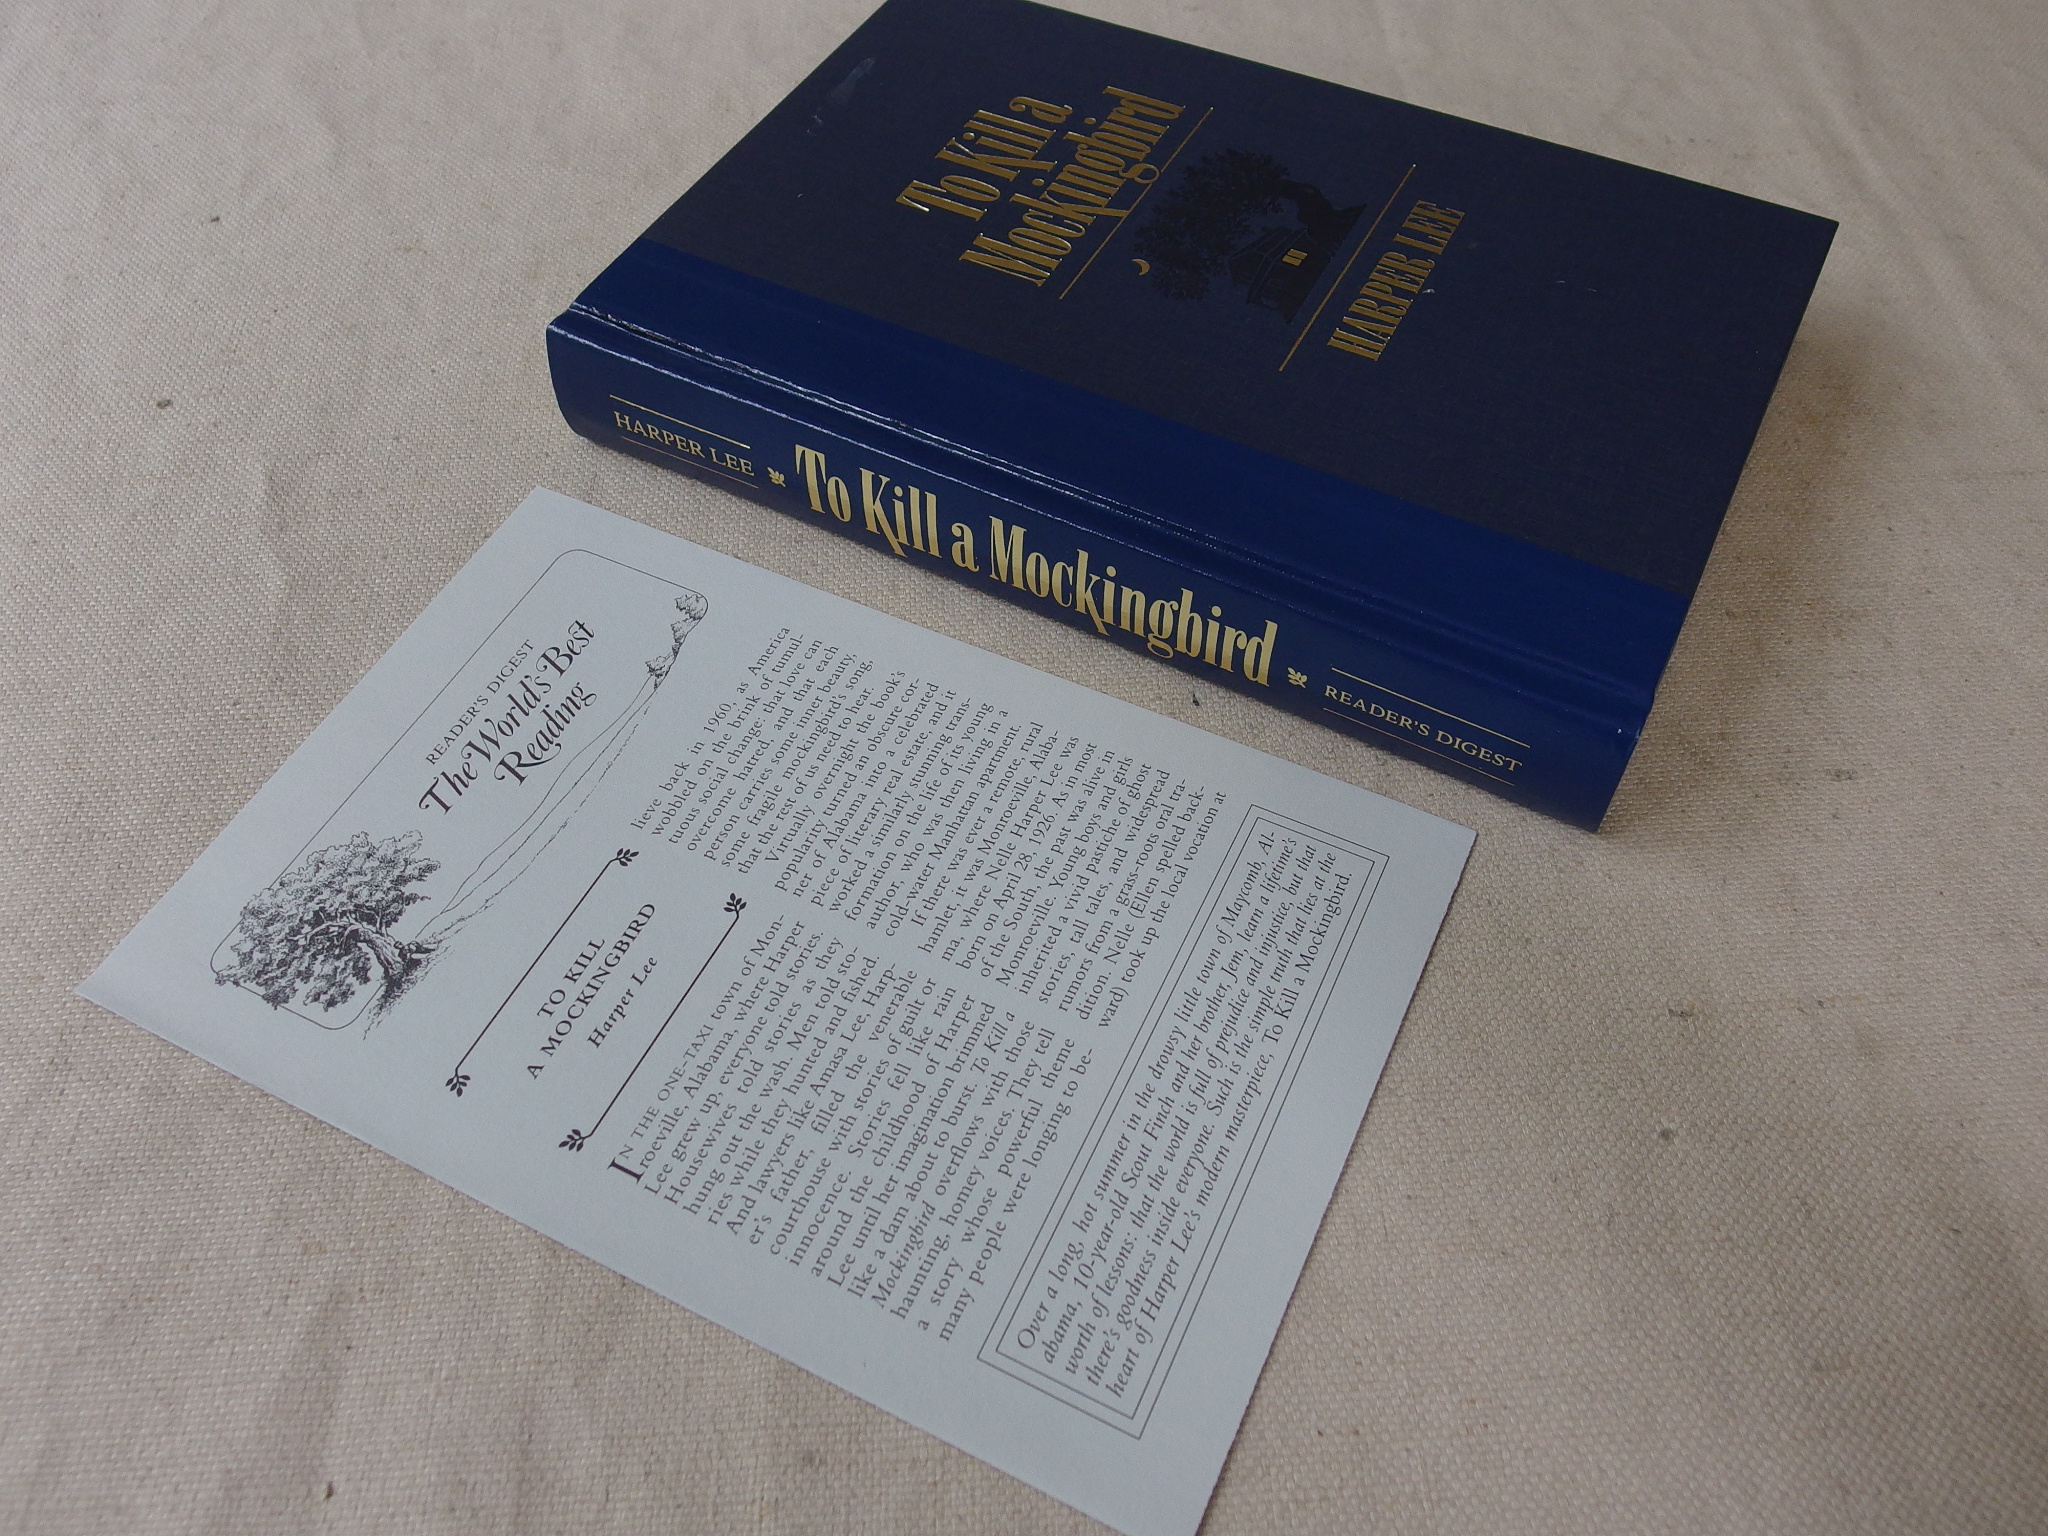 To Kill a
Mockingbird
HARPER LEE
HARPER LEE
To Kill a Mockingbird
READER'S DIGEST
READER'S DIGEST
The World's Best
Reading
TO KILL
A MOCKINGBIRD
Harper Lee
IN THE ONE-TAXI town of Mon-
roeville, Alabama, where Harper
Lee grew up, everyone told stories.
Housewives told stories as they
hung out the wash. Men told sto-
ries while they hunted and fished.
And lawyers like Amasa Lee, Harp-
er's father, filled the venerable
courthouse with stories of guilt or
innocence. Stories fell like rain
around the childhood of Harper
Lee until her imagination brimmed
like a dam about to burst. To Kill a
Mockingbird overflows with those
haunting, homey voices. They tell
a story whose powerful theme
many people were longing to be-
lieve back in 1960, as America
wobbled on the brink of tumul-
tuous social change: that love can
overcome hatred, and that each
person carries some inner beauty,
some fragile mockingbird's song,
that the rest of us need to hear.
Virtually overnight the book's
popularity turned an obscure cor-
ner of Alabama into a celebrated
piece of literary real estate, and it
worked a similarly stunning trans-
formation on the life of its young
author, who was then living in a
cold-water Manhattan apartment.
If there was ever a remote, rural
hamlet, it was Monroeville, Alaba-
ma, where Nelle Harper Lee was
born on April 28, 1926. As in most
of the South, the past was alive in
Monroeville. Young boys and girls
inherited a vivid pastiche of ghost
stories, tall tales, and widespread
rumors from a grass-roots oral tra-
dition. Nelle (Ellen spelled back-
ward) took up the local vocation at
Over a long, hot summer in the drowsy little town of Maycomb, Al-
abama, 10-year-old Scout Finch and her brother, Jem, learn a lifetime's
worth of lessons: that the world is full of prejudice and injustice, but that
there's goodness inside everyone. Such is the simple truth that lies at the
heart of Harper Lee's modern masterpiece, To Kill a Mockingbird.